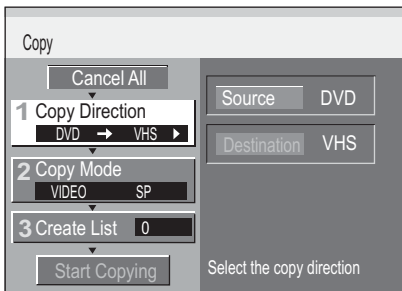 Copy
Cancel All
1 Copy Direction
DVD → VHS ▶
2 Copy Mode
VIDEO SP
3 Create List 0
Start Copying
Source DVD
Destination VHS
Select the copy direction